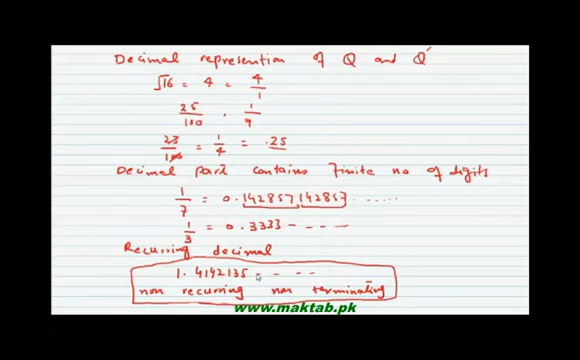 Decimal represention of Q and Q'
√16 = 4 = 4/1
25/100 , 1/7
25/100 = 1/4 = .25
Decimal part contains finite no of digits
1/7 = 0.142857 142857 ......
1/3 = 0.3333 - - - -
Recurring decimal
1.4142135 - - - -
non recurring non terminating
www.maktab.pk